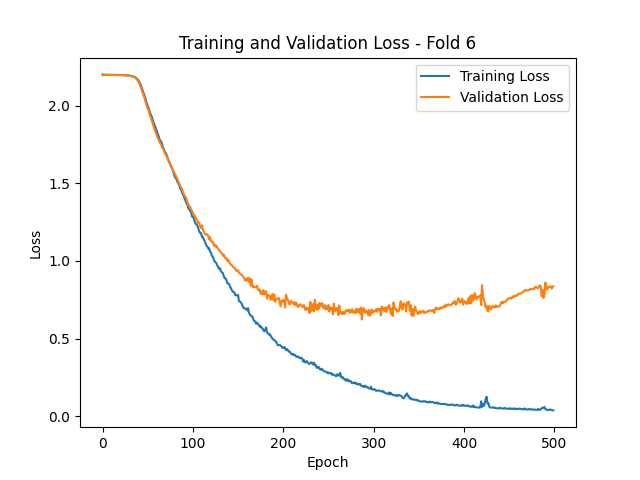 Training and Validation Loss - Fold 6
Training Loss
Validation Loss
2.0
1.5
1.0
0.5
0.0
Loss
0
100
200
300
400
500
Epoch